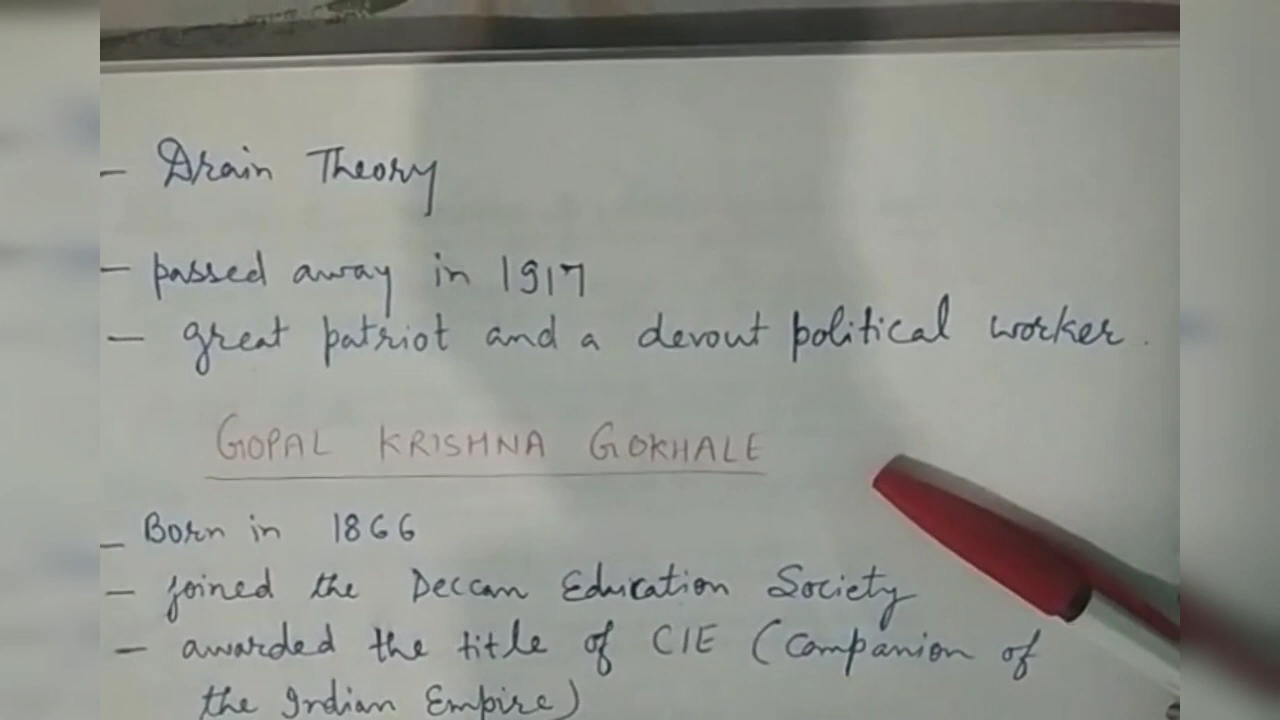 - Drain Theory
- passed away in 1917
- great patriot and a devout political worker.
GOPAL KRISHNA GOKHALE
- Born in 1866
- joined the Deccan Education Society
- awarded the title of CIE (Companion of
the Indian Empire)